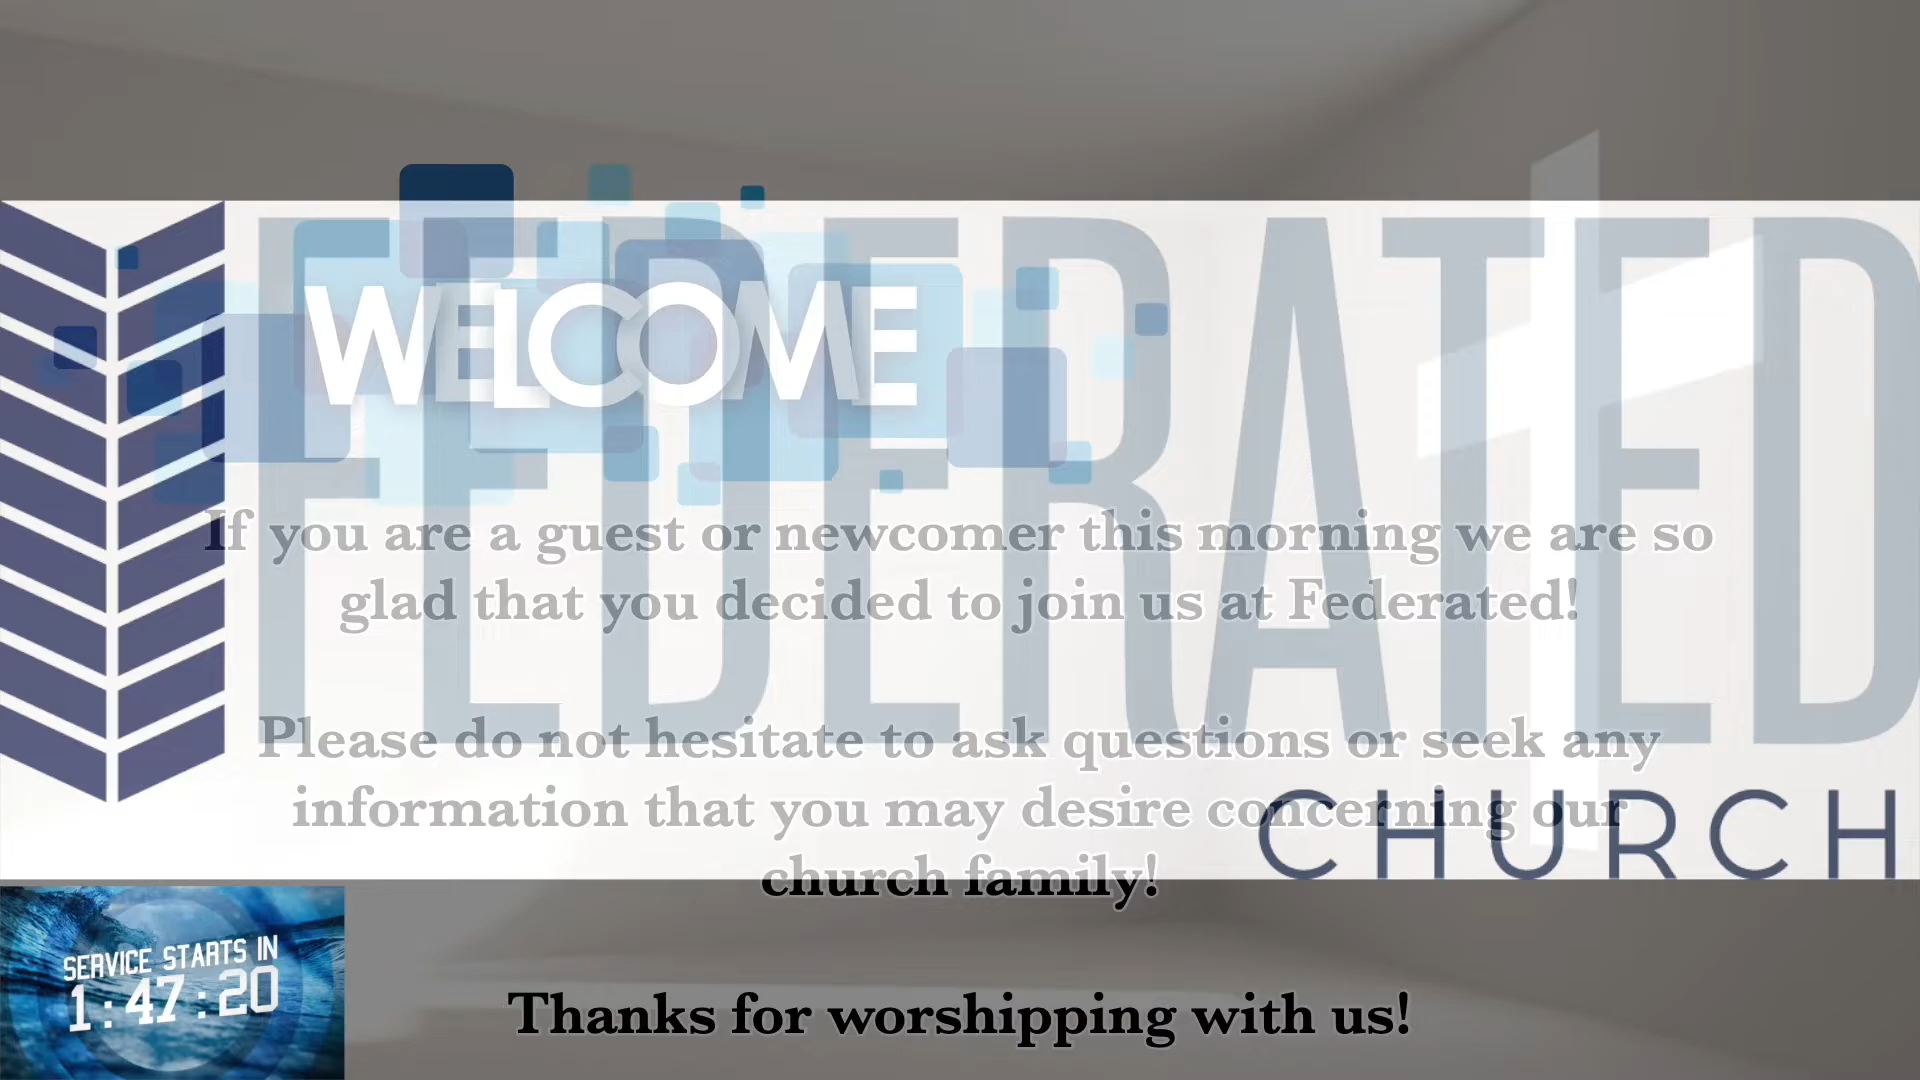 FEDERATED
WELCOME
If you are a guest or newcomer this morning we are so
glad that you decided to join us at Federated!
Please do not hesitate to ask questions or seek any
information that you may desire concerning our
church family!
CHURCH
SERVICE STARTS IN
1:47:20
Thanks for worshipping with us!